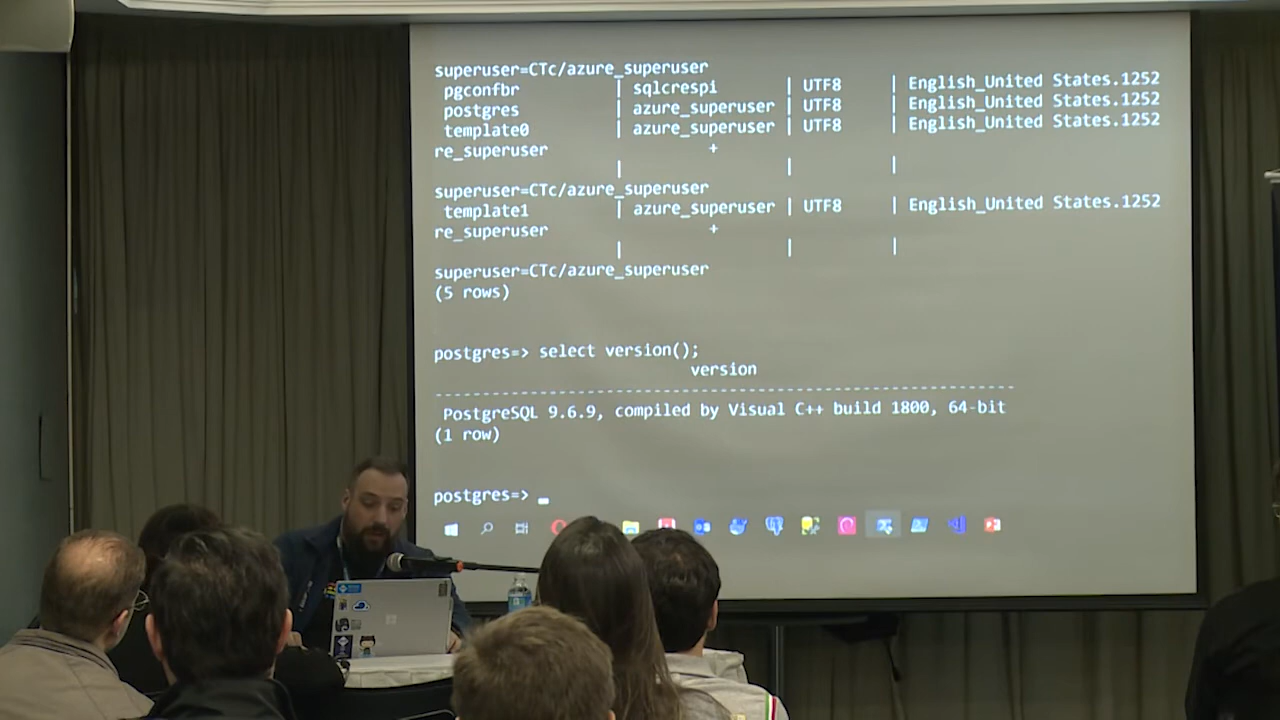 superuser=CTc/azure_superuser
pgconfbr | sqlcrespi | UTF8 | English_United States.1252
postgres | azure_superuser | UTF8 | English_United States.1252
template0 | azure_superuser | UTF8 | English_United States.1252
re_superuser +
| | |
superuser=CTc/azure_superuser
template1 | azure_superuser | UTF8 | English_United States.1252
re_superuser +
| | |
superuser=CTc/azure_superuser
(5 rows)
postgres=> select version();
version
---------------------------------------------------------------
PostgreSQL 9.6.9, compiled by Visual C++ build 1800, 64-bit
(1 row)
postgres=> _